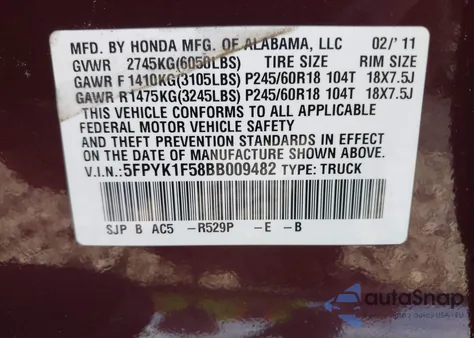 MFD. BY HONDA MFG. OF ALABAMA, LLC 02/'11
GVWR 2745KG(6050LBS) TIRE SIZE RIM SIZE
GAWR F 1410KG(3105LBS) P245/60R18 104T 18X7.5J
GAWR R1475KG(3245LBS) P245/60R18 104T 18X7.5J
THIS VEHICLE CONFORMS TO ALL APPLICABLE
FEDERAL MOTOR VEHICLE SAFETY
AND THEFT PREVENTION STANDARDS IN EFFECT
ON THE DATE OF MANUFACTURE SHOWN ABOVE.
V.I.N.:5FPYK1F58BB009482 TYPE: TRUCK
SJP B AC5 -R529P -E -B
autoSnap